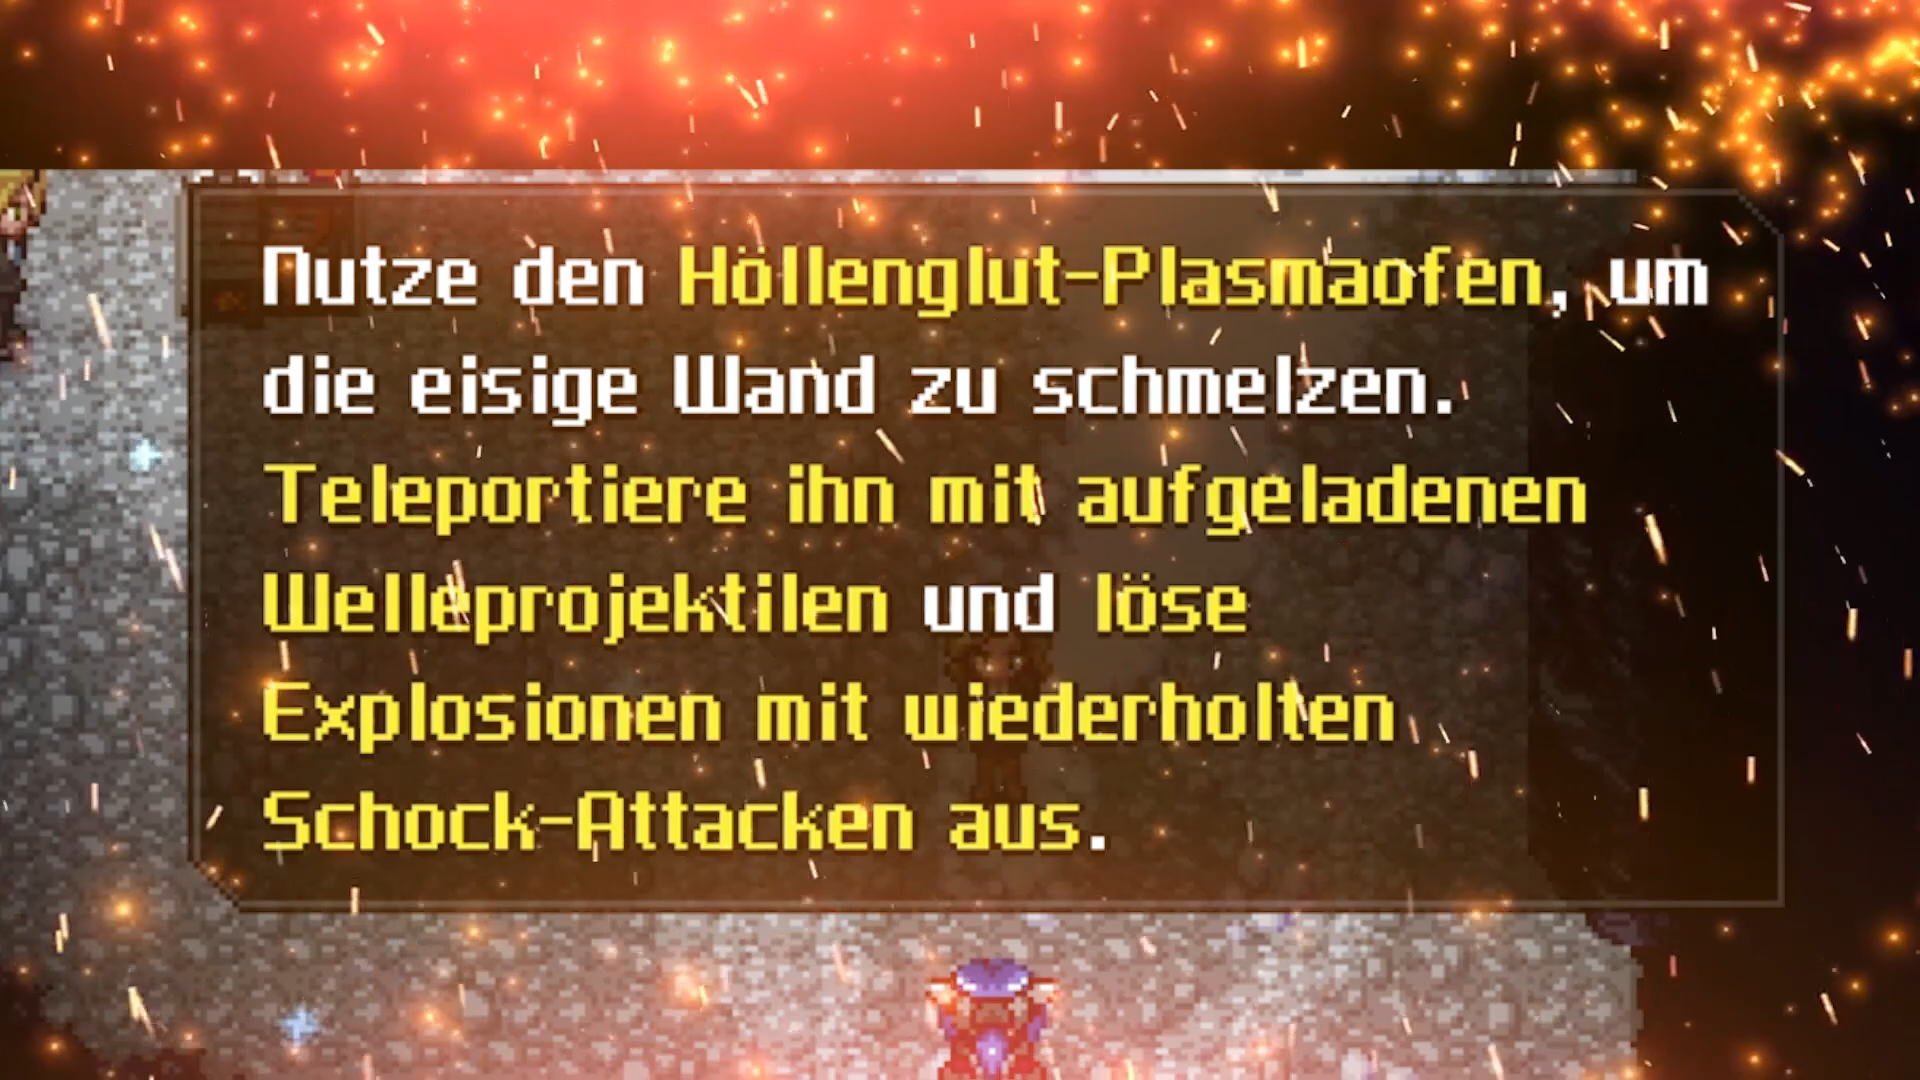 Nutze den Höllenglut-Plasmaofen, um
die eisige Wand zu schmelzen.
Teleportiere ihn mit aufgeladenen
Welleprojektilen und löse
Explosionen mit wiederholten
Schock-Attacken aus.